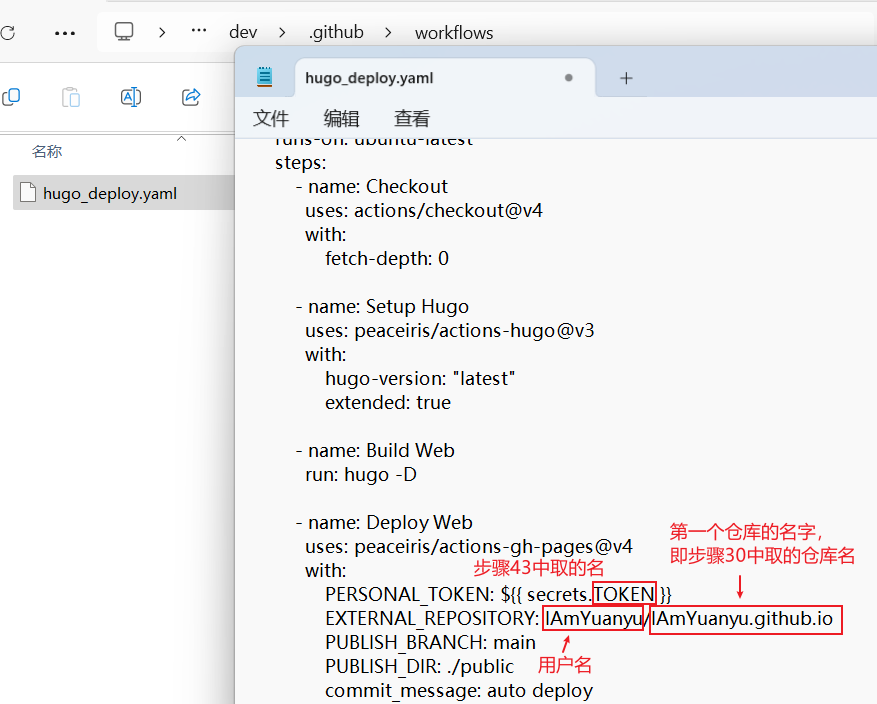 dev > .github > workflows
hugo_deploy.yaml
文件 编辑 查看
名称
hugo_deploy.yaml
runs-on: ubuntu-latest
steps:
- name: Checkout
uses: actions/checkout@v4
with:
fetch-depth: 0
- name: Setup Hugo
uses: peaceiris/actions-hugo@v3
with:
hugo-version: "latest"
extended: true
- name: Build Web
run: hugo -D
- name: Deploy Web
uses: peaceiris/actions-gh-pages@v4
第一个仓库的名字，
即步骤30中取的仓库名
with:
步骤43中取的名
PERSONAL_TOKEN: ${{ secrets.TOKEN }}
EXTERNAL_REPOSITORY: IAmYuanyu/IAmYuanyu.github.io
PUBLISH_BRANCH: main
PUBLISH_DIR: ./public
用户名
commit_message: auto deploy